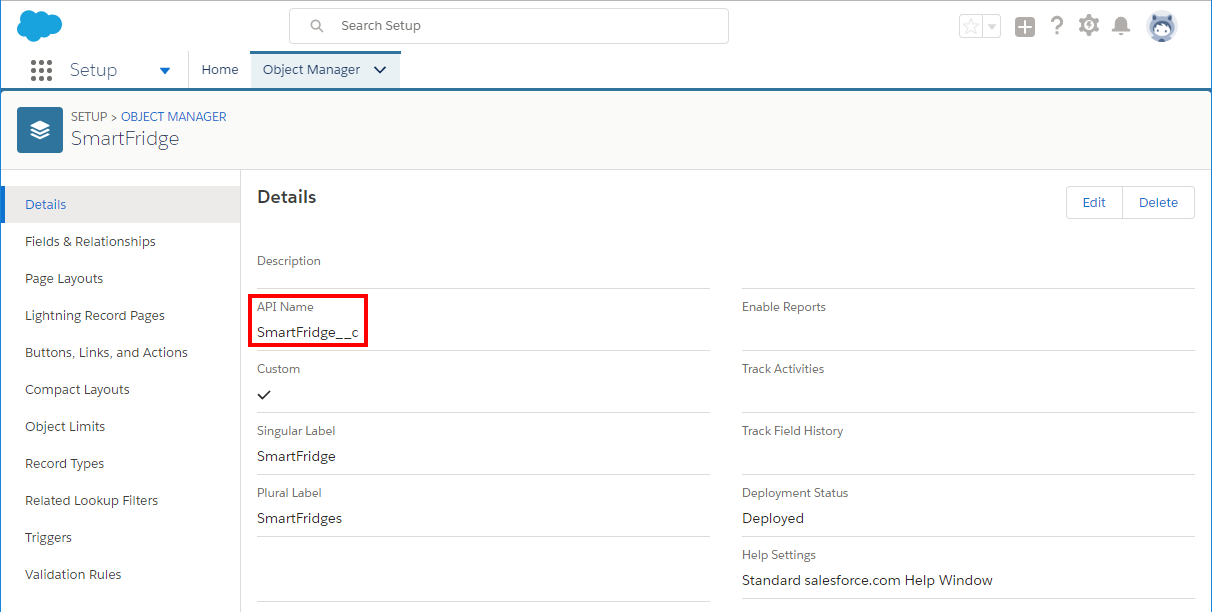 Search Setup
Setup
Home
Object Manager
SETUP > OBJECT MANAGER
SmartFridge
Details
Fields & Relationships
Page Layouts
Lightning Record Pages
Buttons, Links, and Actions
Compact Layouts
Object Limits
Record Types
Related Lookup Filters
Triggers
Validation Rules
Details
Edit
Delete
Description
API Name
SmartFridge__c
Custom
Singular Label
SmartFridge
Plural Label
SmartFridges
Enable Reports
Track Activities
Track Field History
Deployment Status
Deployed
Help Settings
Standard salesforce.com Help Window